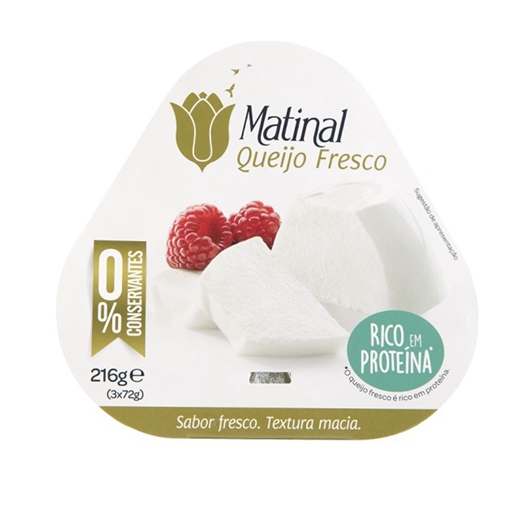 Matinal
Queijo Fresco
Sugestão de apresentação
0%
CONSERVANTES
RICO EM
PROTEÍNA*
*O queijo fresco é rico em proteína.
216g e
(3x72g)
Sabor fresco. Textura macia.